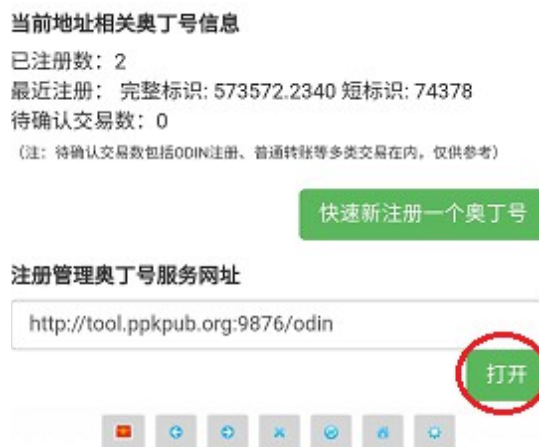 当前地址相关奥丁号信息
已注册数：2
最近注册： 完整标识: 573572.2340 短标识: 74378
待确认交易数：0
（注：待确认交易数包括ODIN注册、普通转账等多类交易在内，仅供参考）
快速新注册一个奥丁号
注册管理奥丁号服务网址
http://tool.ppkpub.org:9876/odin
打开